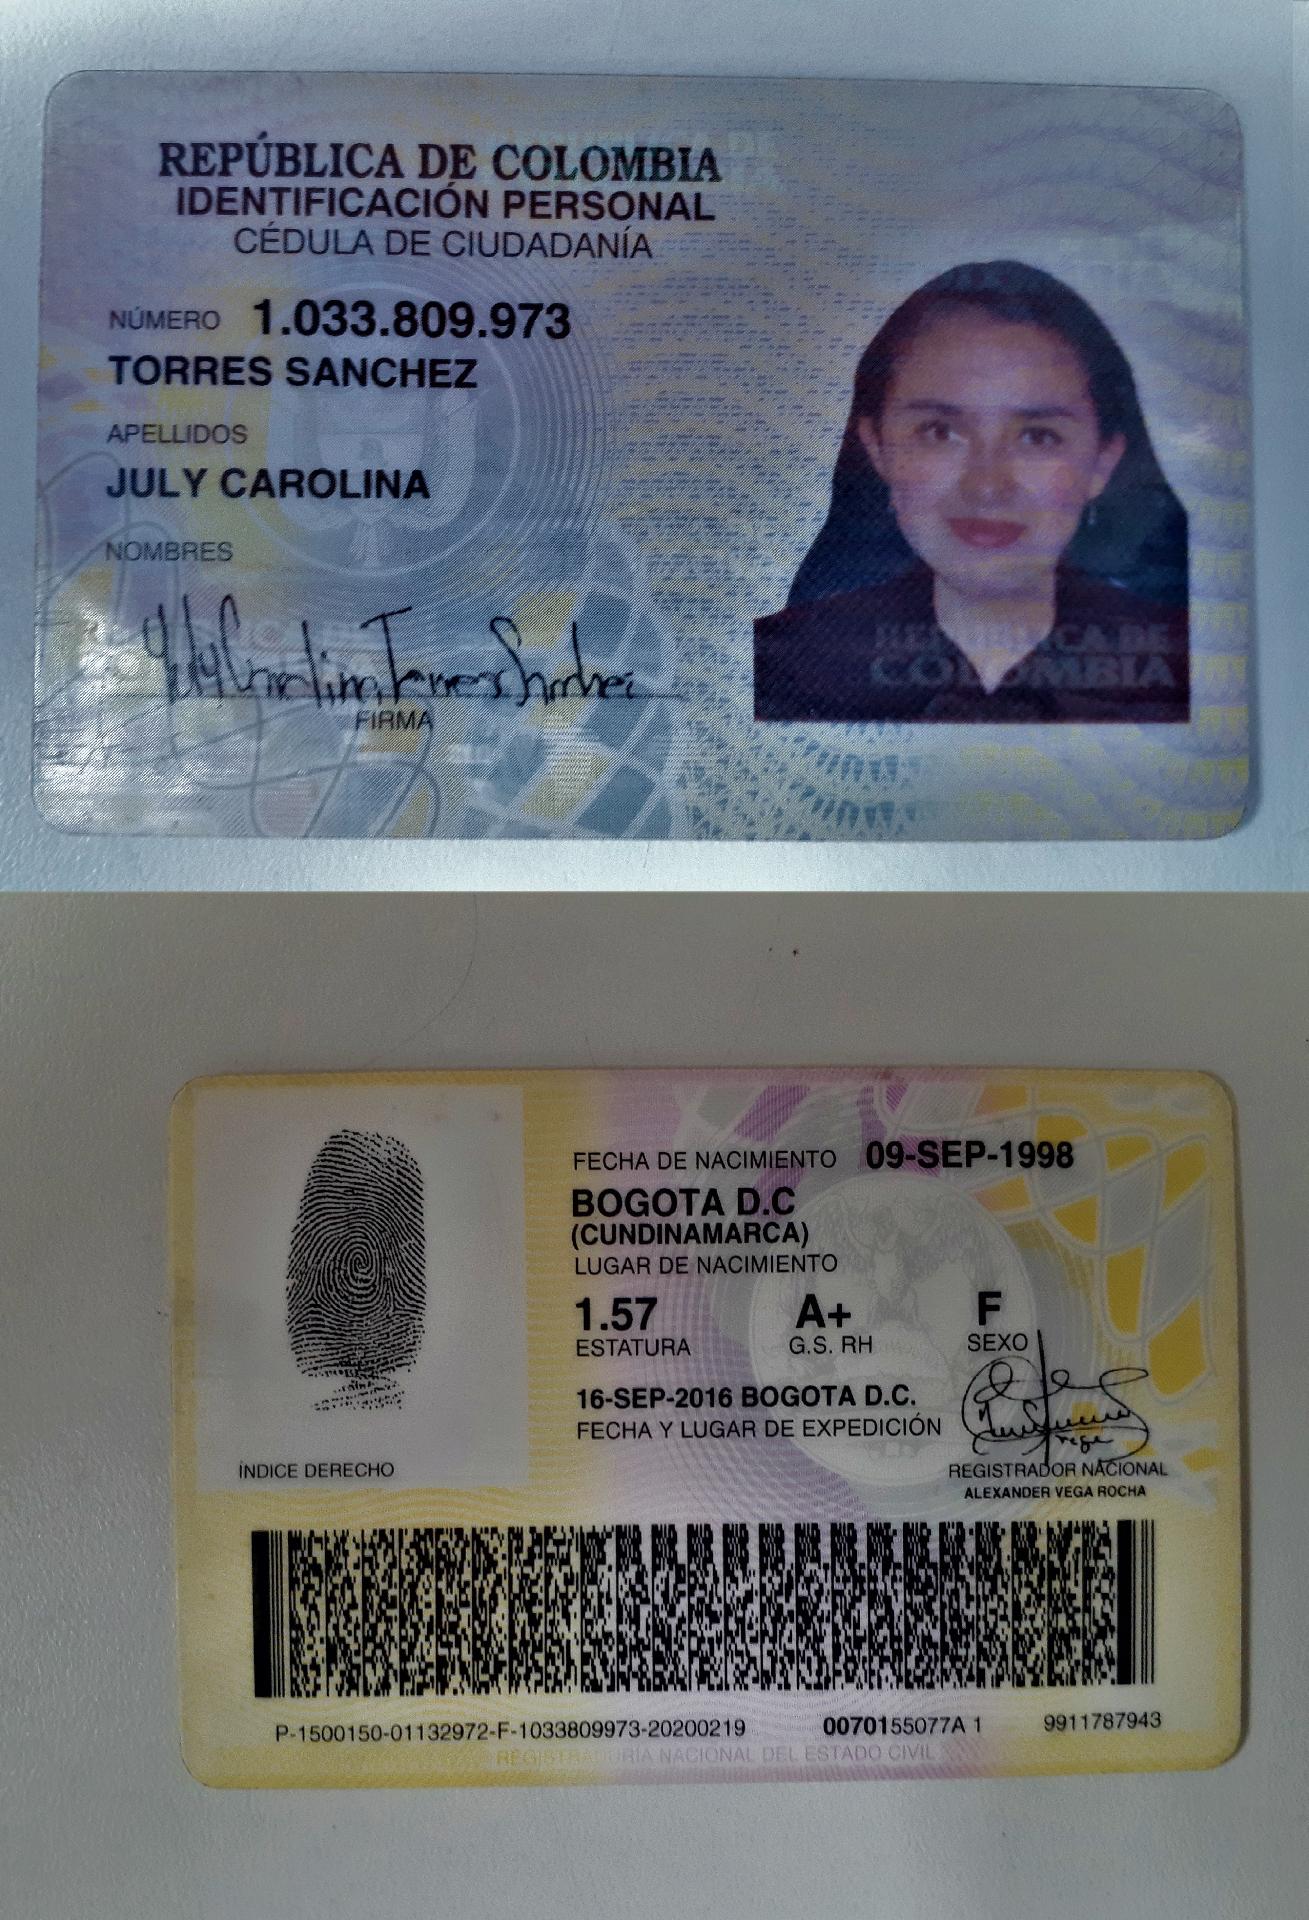 REPÚBLICA DE COLOMBIA
IDENTIFICACIÓN PERSONAL
CÉDULA DE CIUDADANÍA
NÚMERO 1.033.809.973
TORRES SANCHEZ
APELLIDOS
JULY CAROLINA
NOMBRES
July Carolina Torres Sanchez
FIRMA
REPÚBLICA DE
COLOMBIA
FECHA DE NACIMIENTO 09-SEP-1998
BOGOTA D.C
(CUNDINAMARCA)
LUGAR DE NACIMIENTO
1.57 A+ F
ESTATURA G.S. RH SEXO
16-SEP-2016 BOGOTA D.C.
FECHA Y LUGAR DE EXPEDICIÓN
ÍNDICE DERECHO
REGISTRADOR NACIONAL
ALEXANDER VEGA ROCHA
P-1500150-01132972-F-1033809973-20200219 0070155077A 1 9911787943
REGISTRADURÍA NACIONAL DEL ESTADO CIVIL